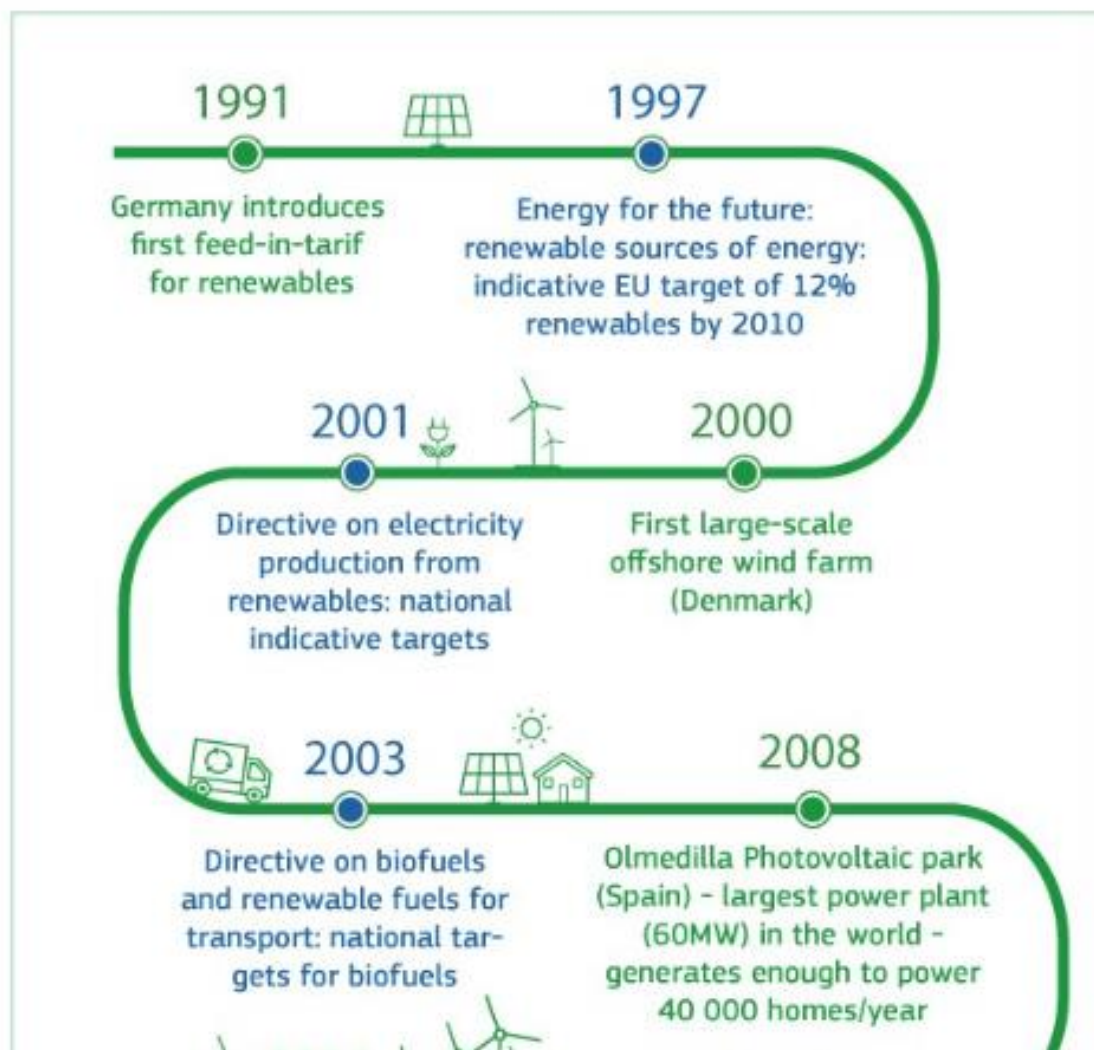 1991
Germany introduces
first feed-in-tarif
for renewables
1997
Energy for the future:
renewable sources of energy:
indicative EU target of 12%
renewables by 2010
2000
First large-scale
offshore wind farm
(Denmark)
2001
Directive on electricity
production from
renewables: national
indicative targets
2003
Directive on biofuels
and renewable fuels for
transport: national tar-
gets for biofuels
2008
Olmedilla Photovoltaic park
(Spain) - largest power plant
(60MW) in the world -
generates enough to power
40 000 homes/year